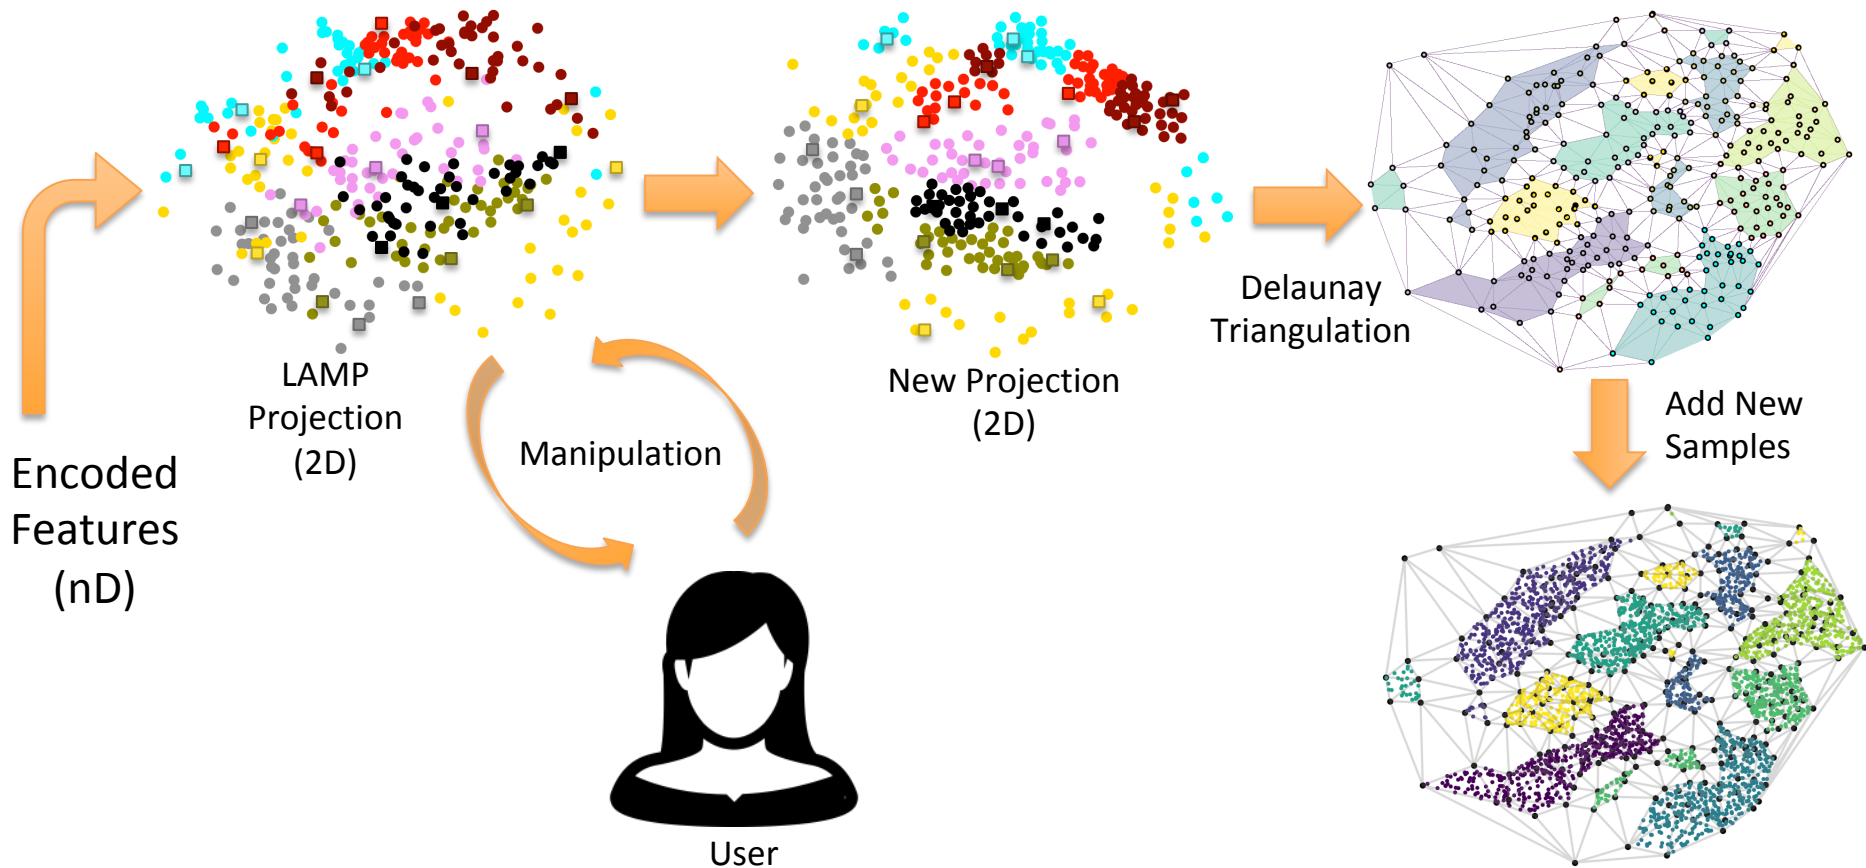 Encoded
Features
(nD)
LAMP
Projection
(2D)
Manipulation
User
New Projection
(2D)
Delaunay
Triangulation
Add New
Samples